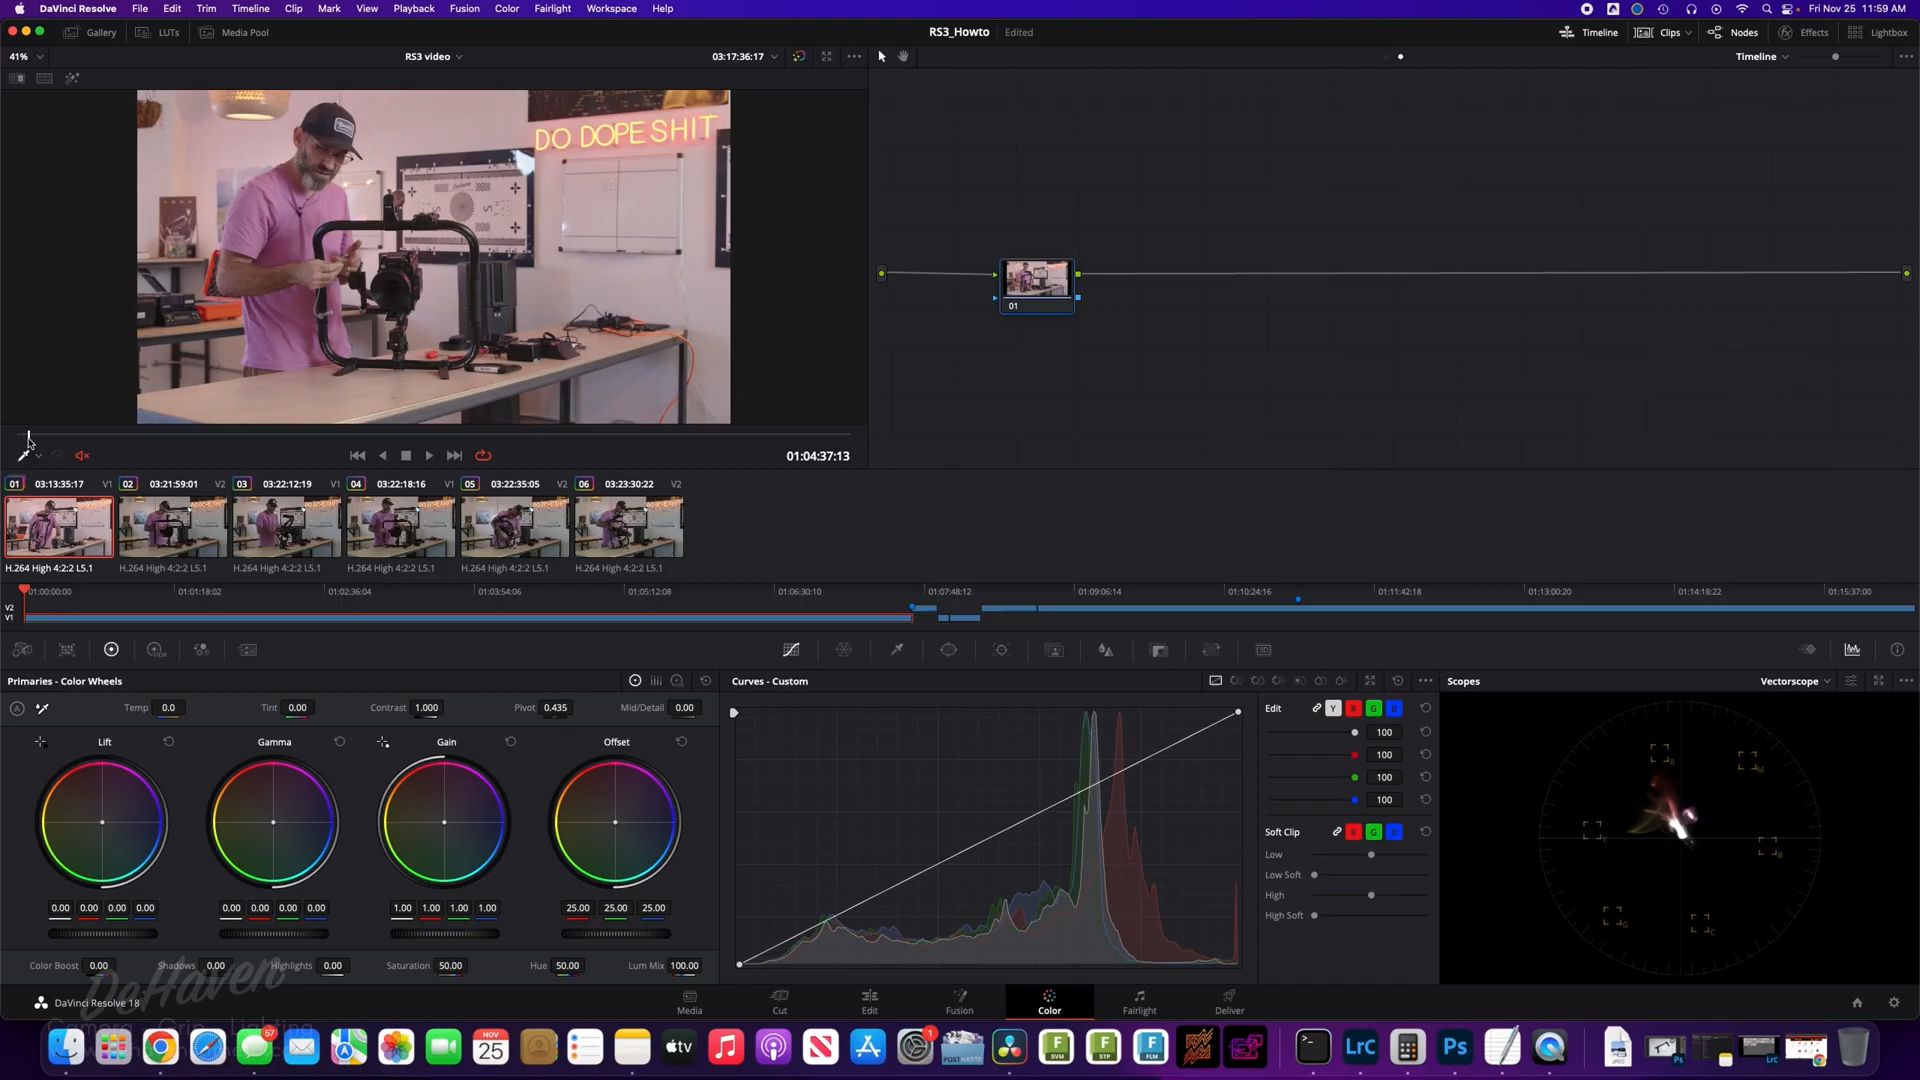 DaVinci Resolve File Edit Trim Timeline Clip Mark View Playback Fusion Color Fairlight Workspace Help Fri Nov 25 11:59 AM
Gallery LUTs Media Pool RS3_Howto Edited Timeline Clips Nodes Effects Lightbox
41% RS3 video 03:17:36:17 Timeline
DO DOPE SHIT
01
01:04:37:13
01 03:13:35:17 V1 02 03:21:59:01 V2 03 03:22:12:19 V1 04 03:22:18:16 V1 05 03:22:35:05 V2 06 03:23:30:22 V2
H.264 High 4:2:2 L5.1 H.264 High 4:2:2 L5.1 H.264 High 4:2:2 L5.1 H.264 High 4:2:2 L5.1 H.264 High 4:2:2 L5.1 H.264 High 4:2:2 L5.1
01:00:00:00 01:01:18:02 01:02:36:04 01:03:54:06 01:05:12:08 01:06:30:10 01:07:48:12 01:09:06:14 01:10:24:16 01:11:42:18 01:13:00:20 01:14:18:22 01:15:37:00
V2
V1
Primaries - Color Wheels Curves - Custom Scopes Vectorscope
Temp 0.0 Tint 0.00 Contrast 1.000 Pivot 0.435 Mid/Detail 0.00 Edit Y R G B
Lift Gamma Gain Offset 100
100
100
100
Soft Clip R G B
Low
Low Soft
High
High Soft
R M Y B G C
0.00 0.00 0.00 0.00 0.00 0.00 0.00 0.00 1.00 1.00 1.00 1.00 25.00 25.00 25.00
Color Boost 0.00 Shadows 0.00 Highlights 0.00 Saturation 50.00 Hue 50.00 Lum Mix 100.00
DeHaven
DaVinci Resolve 18 Media Cut Edit Fusion Color Fairlight Deliver
Camera - Grip - Lighting
57 NOV 25 tv 1 F SVM F STP F FLM LrC Ps